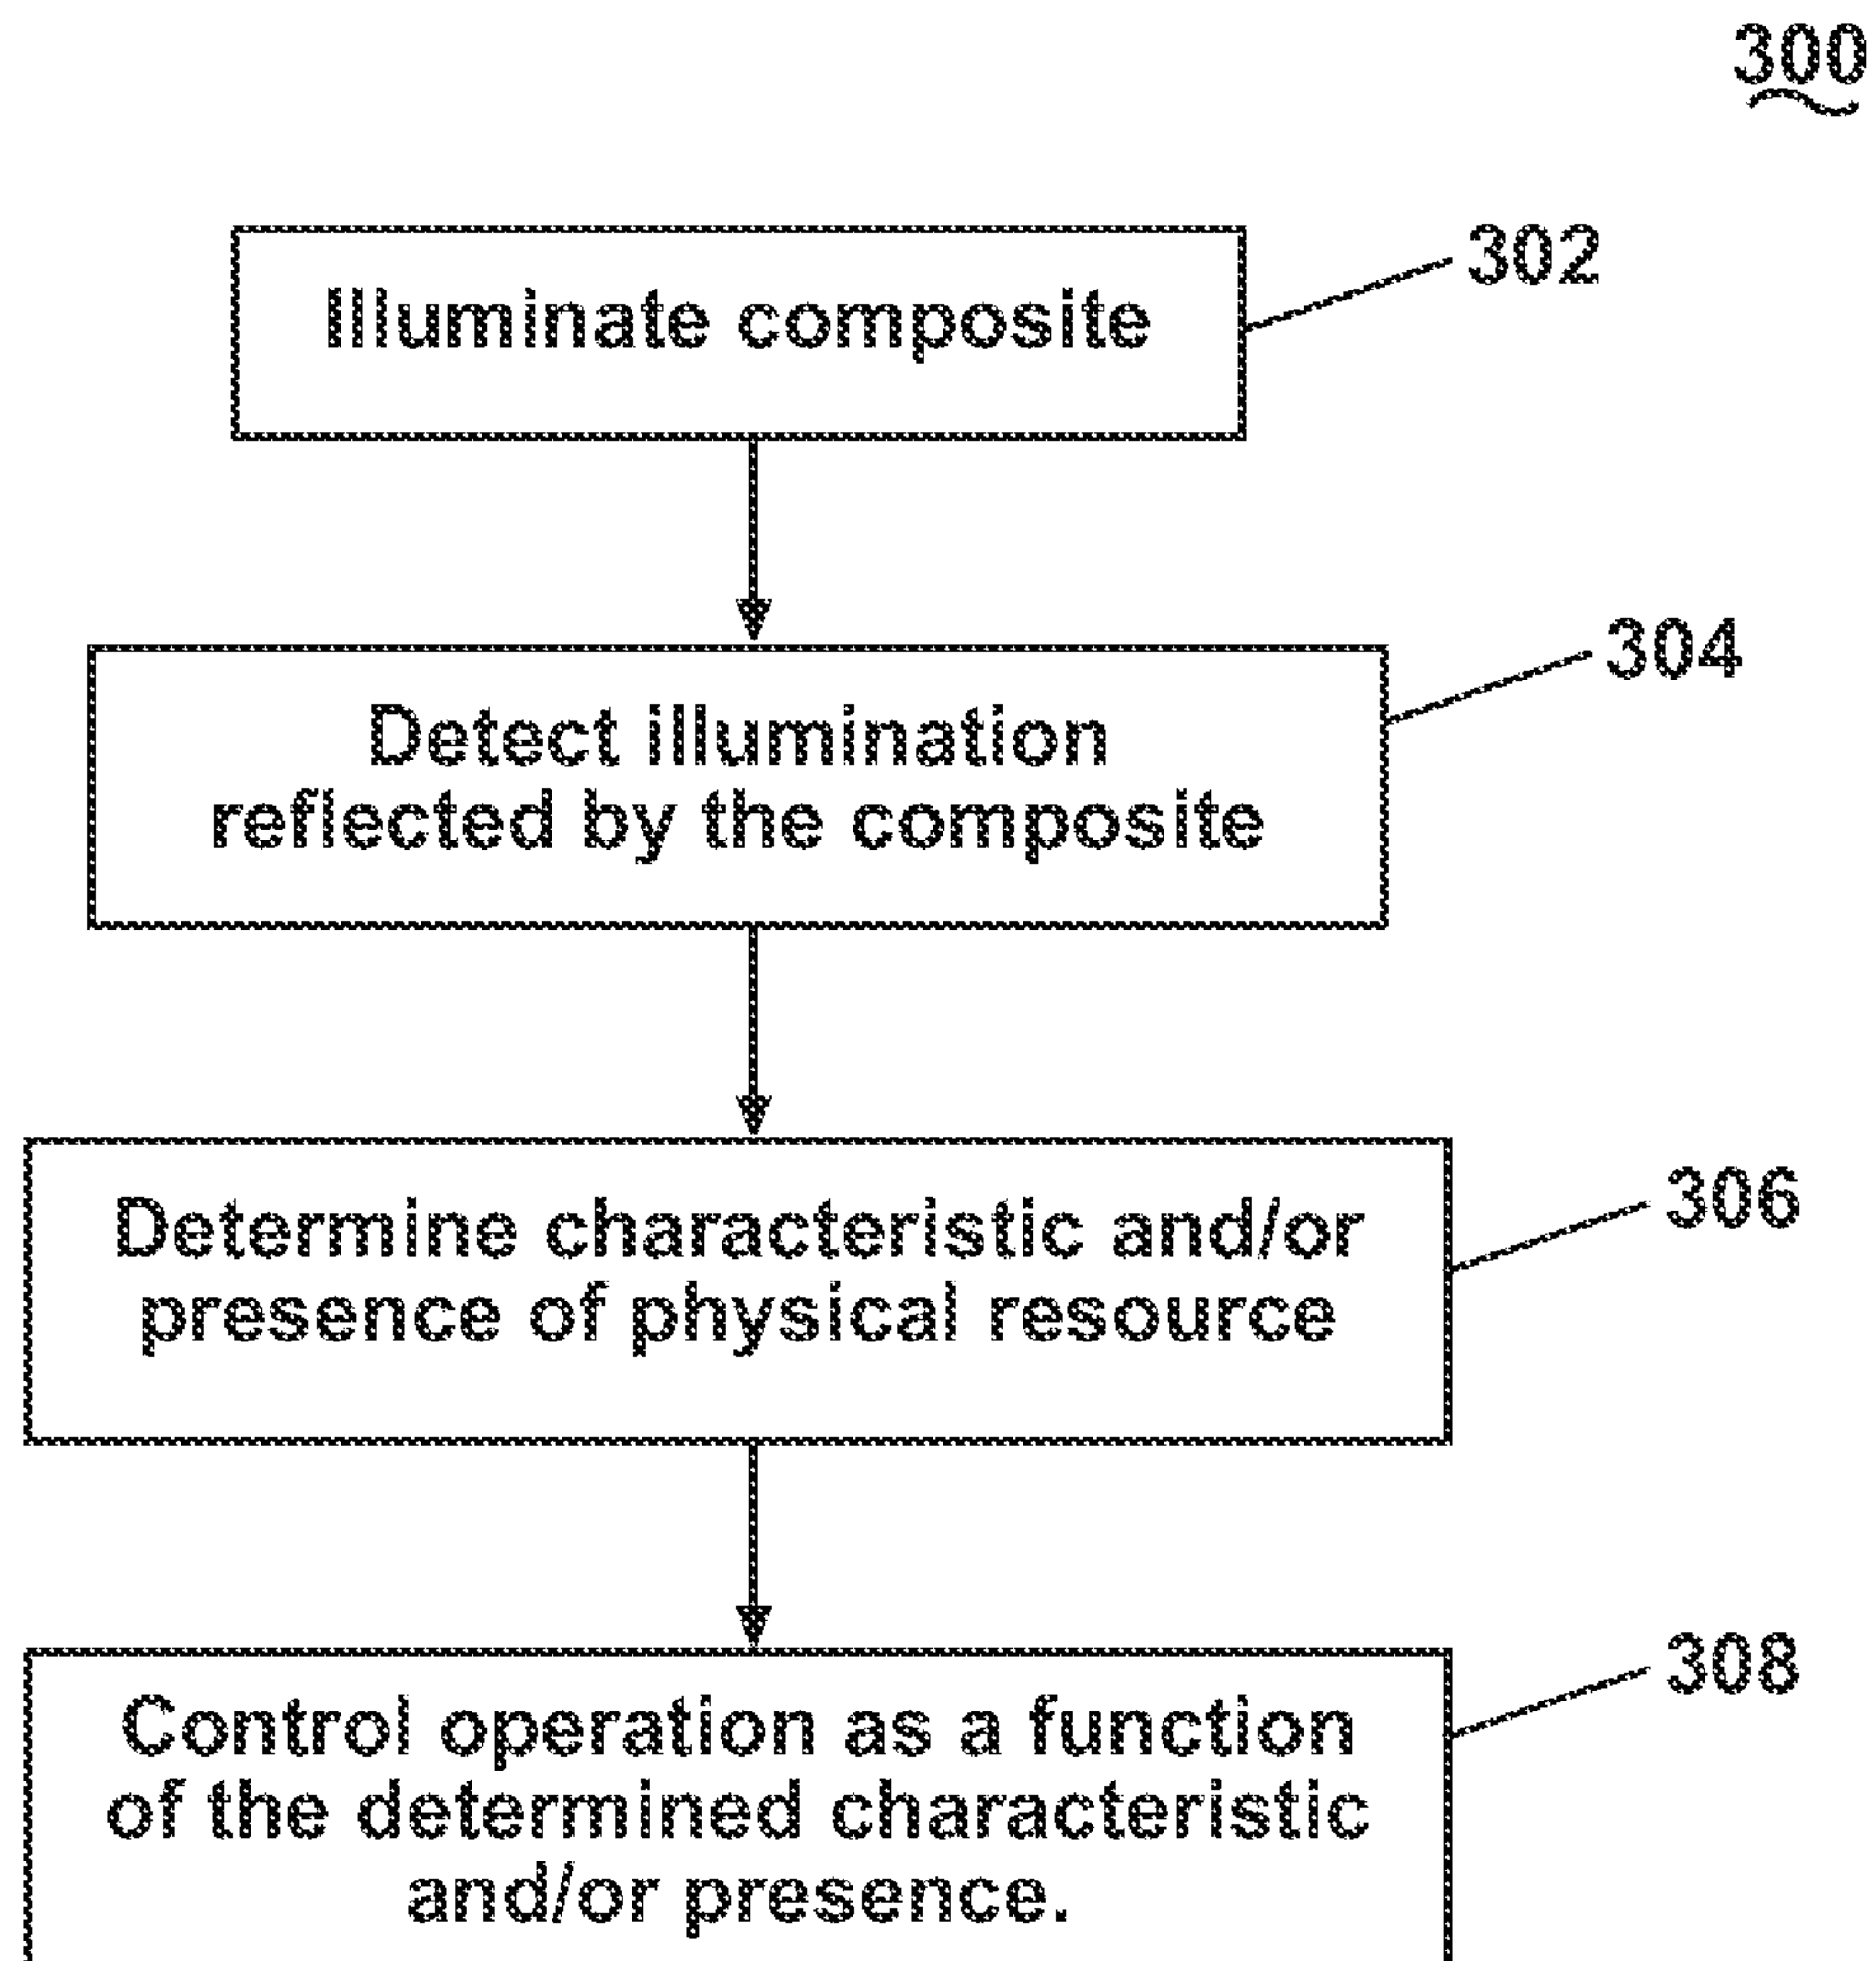 300
Illuminate composite
302
Detect illumination
reflected by the composite
304
Determine characteristic and/or
presence of physical resource
306
Control operation as a function
of the determined characteristic
and/or presence.
308